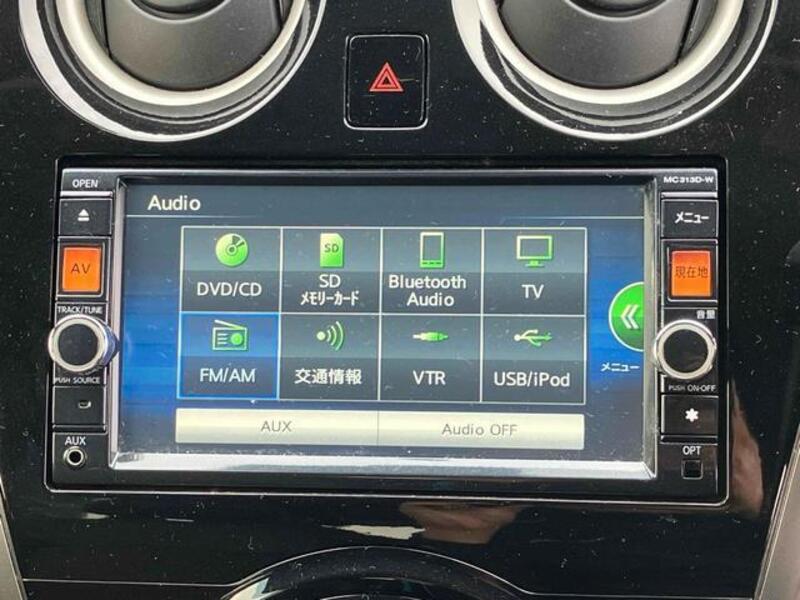 OPEN
MC313D-W
Audio
メニュー
AV
現在地
DVD/CD
SD
SD
メモリーカード
Bluetooth
Audio
TV
TRACK/TUNE
音量
FM/AM
交通情報
VTR
USB/iPod
メニュー
PUSH SOURCE
PUSH ON-OFF
AUX
Audio OFF
AUX
OPT